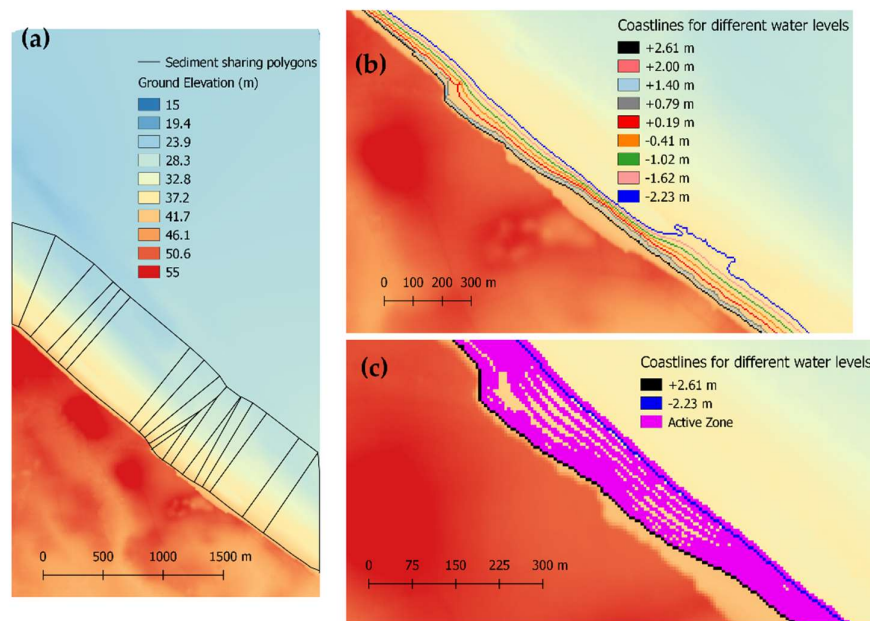 (a)
Sediment sharing polygons
Ground Elevation (m)
15
19.4
23.9
28.3
32.8
37.2
41.7
46.1
50.6
55
0 500 1000 1500 m
(b)
Coastlines for different water levels
+2.61 m
+2.00 m
+1.40 m
+0.79 m
+0.19 m
-0.41 m
-1.02 m
-1.62 m
-2.23 m
0 100 200 300 m
(c)
Coastlines for different water levels
+2.61 m
-2.23 m
Active Zone
0 75 150 225 300 m